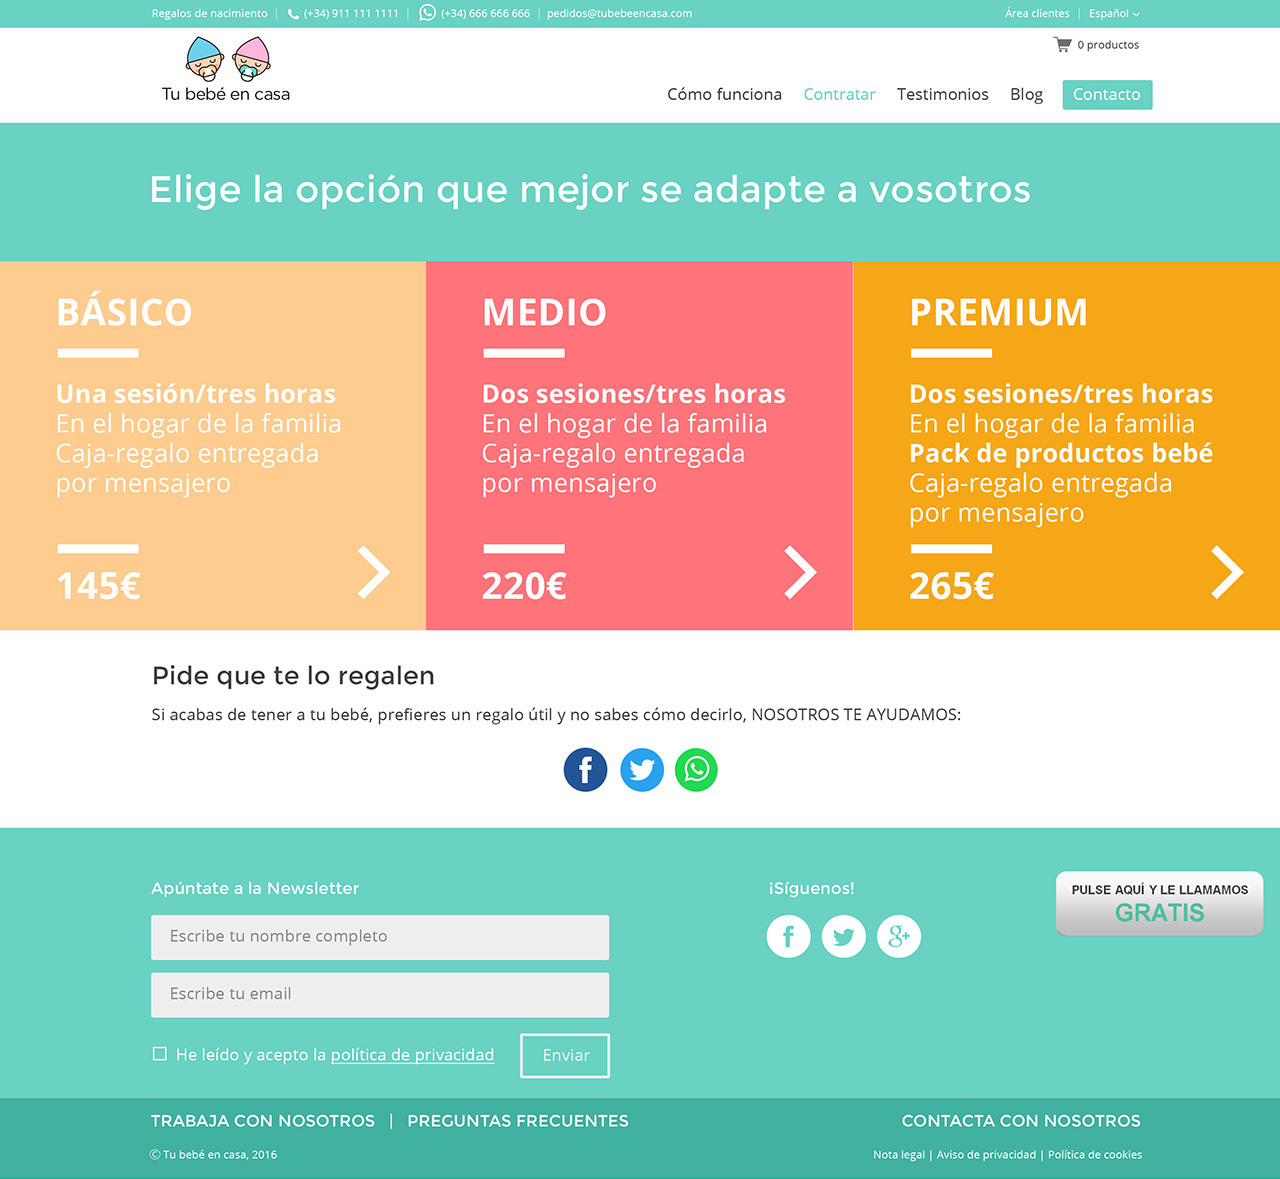 Regalos de nacimiento | (+34) 911 111 1111 | (+34) 666 666 666 | pedidos@tubebeencasa.com
Área clientes | Español
0 productos
Tu bebé en casa
Cómo funciona Contratar Testimonios Blog Contacto
Elige la opción que mejor se adapte a vosotros
BÁSICO
Una sesión/tres horas
En el hogar de la familia
Caja-regalo entregada
por mensajero
145€
MEDIO
Dos sesiones/tres horas
En el hogar de la familia
Caja-regalo entregada
por mensajero
220€
PREMIUM
Dos sesiones/tres horas
En el hogar de la familia
Pack de productos bebé
Caja-regalo entregada
por mensajero
265€
Pide que te lo regalen
Si acabas de tener a tu bebé, prefieres un regalo útil y no sabes cómo decirlo, NOSOTROS TE AYUDAMOS:
Apúntate a la Newsletter
Escribe tu nombre completo
Escribe tu email
He leído y acepto la política de privacidad
Enviar
¡Síguenos!
PULSE AQUÍ Y LE LLAMAMOS
GRATIS
TRABAJA CON NOSOTROS | PREGUNTAS FRECUENTES
CONTACTA CON NOSOTROS
© Tu bebé en casa, 2016
Nota legal | Aviso de privacidad | Política de cookies